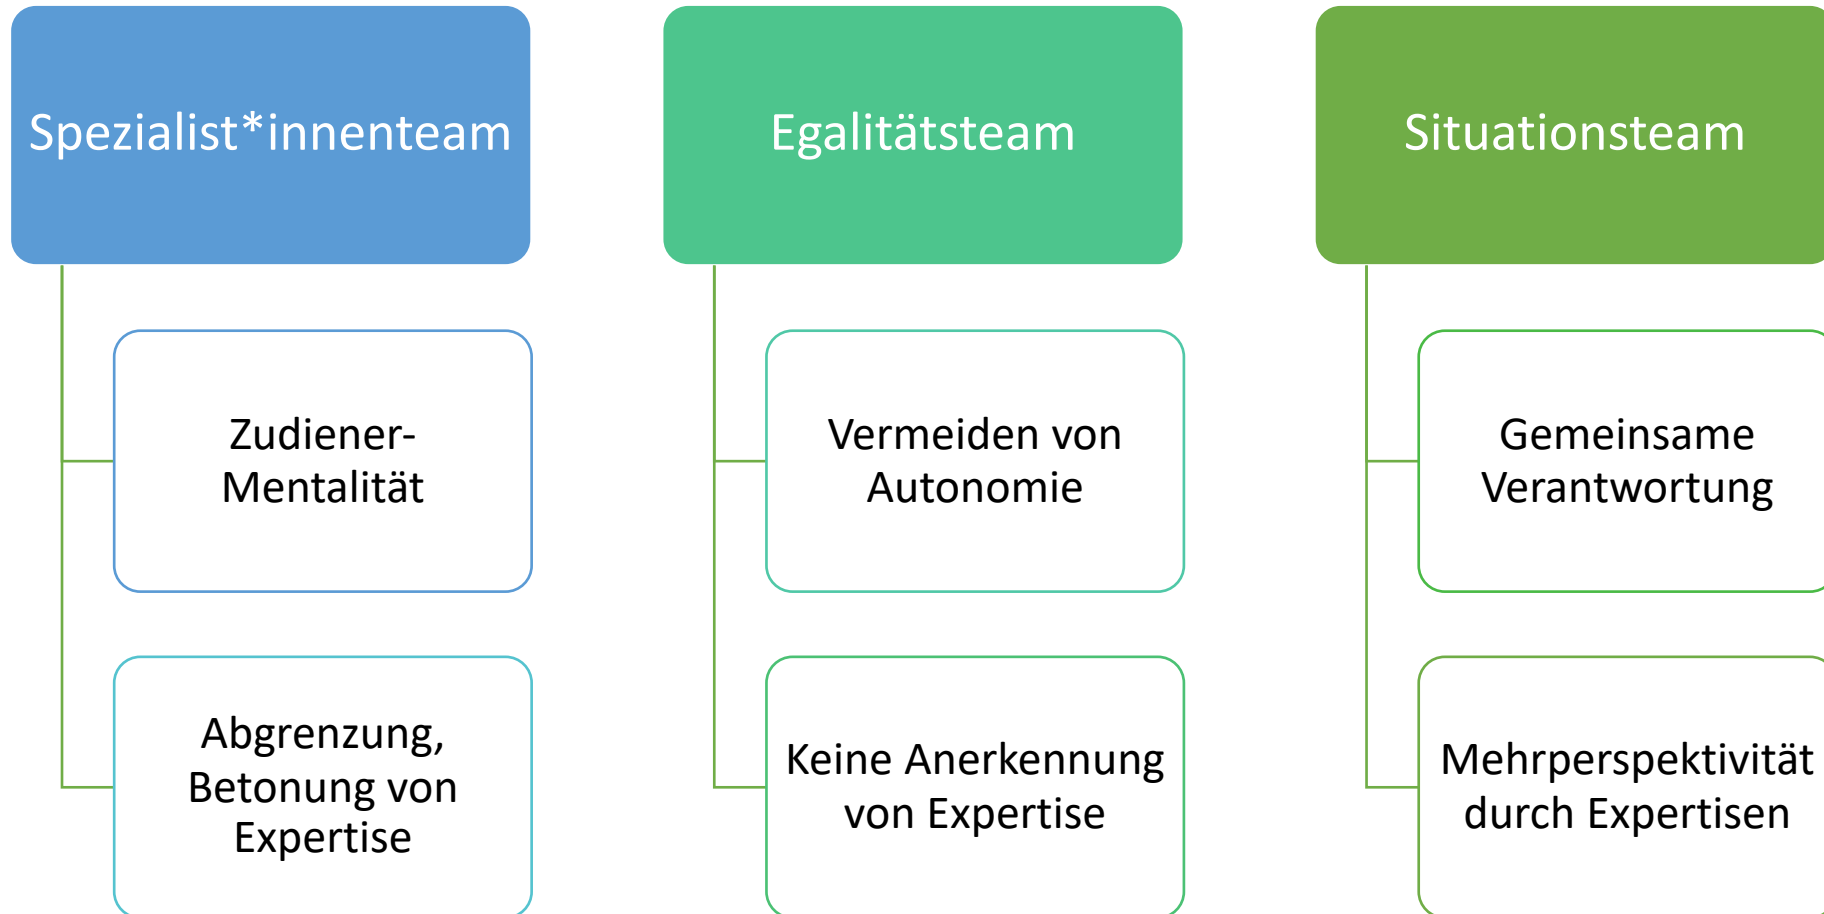 Spezialist*innenteam
Zudiener-
Mentalität
Abgrenzung,
Betonung von
Expertise
Egalitätsteam
Vermeiden von
Autonomie
Keine Anerkennung
von Expertise
Situationsteam
Gemeinsame
Verantwortung
Mehrperspektivität
durch Expertisen